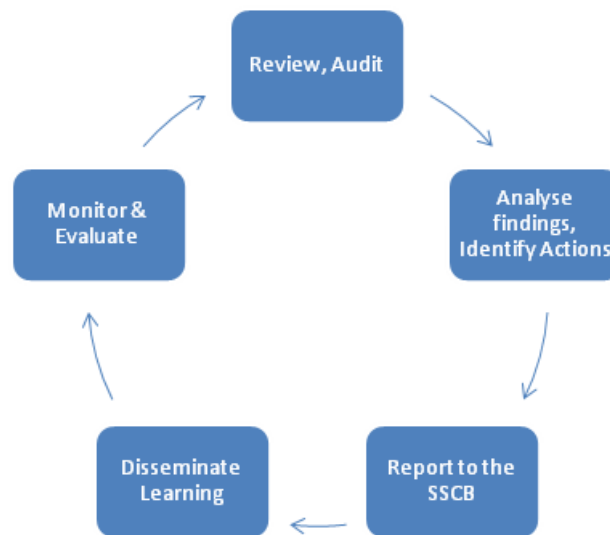 Review, Audit
Analyse
findings,
Identify Actions
Report to the
SSCB
Disseminate
Learning
Monitor &
Evaluate